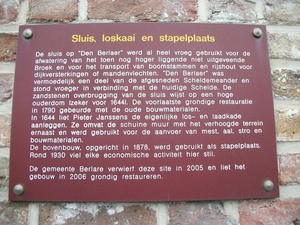 Sluis, loskaai en stapelplaats
De sluis op "Den Berlaer" werd al heel vroeg gebruikt voor de
afwatering van het toen nog hoger liggende niet uitgeveende
Broek en voor het transport van boomstammen en rijshout voor
dijkversterkingen of mandenvlechten. "Den Berlaer" was
vermoedelijk een deel van de afgesneden Scheldemeander en
stond vroeger in verbinding met de huidige Schelde. De
zandstenen overbrugging van de sluis wijst op een hoge
ouderdom (zeker voor 1644). De voorlaatste grondige restauratie
in 1790 gebeurde met de oude bouwmaterialen.
In 1644 liet Pieter Janssens de eigenlijke los- en laadkade
aanleggen. Ze omvat de schuine muur met het verhoogde terrein
ernaast en werd gebruikt voor de aanvoer van mest, aal, stro en
bouwmaterialen.
De bovenbouw, opgericht in 1878, werd gebruikt als stapelplaats.
Rond 1930 viel elke economische activiteit hier stil.
De gemeente Berlare verwierf deze site in 2005 en liet het
gebouw in 2006 grondig restaureren.